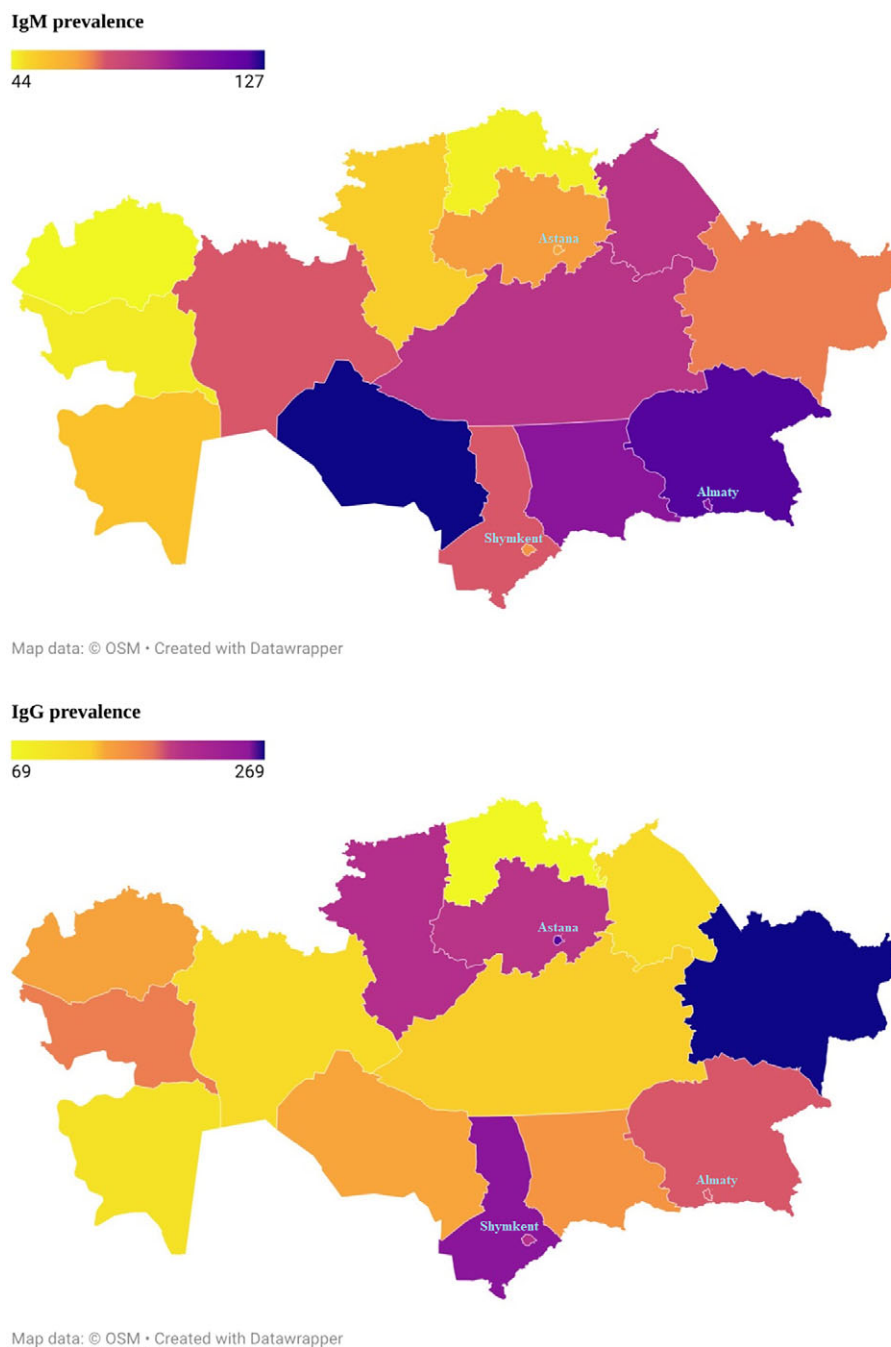 IgM prevalence
44 127
Astana
Almaty
Shymkent
Map data: © OSM • Created with Datawrapper
IgG prevalence
69 269
Astana
Almaty
Shymkent
Map data: © OSM • Created with Datawrapper